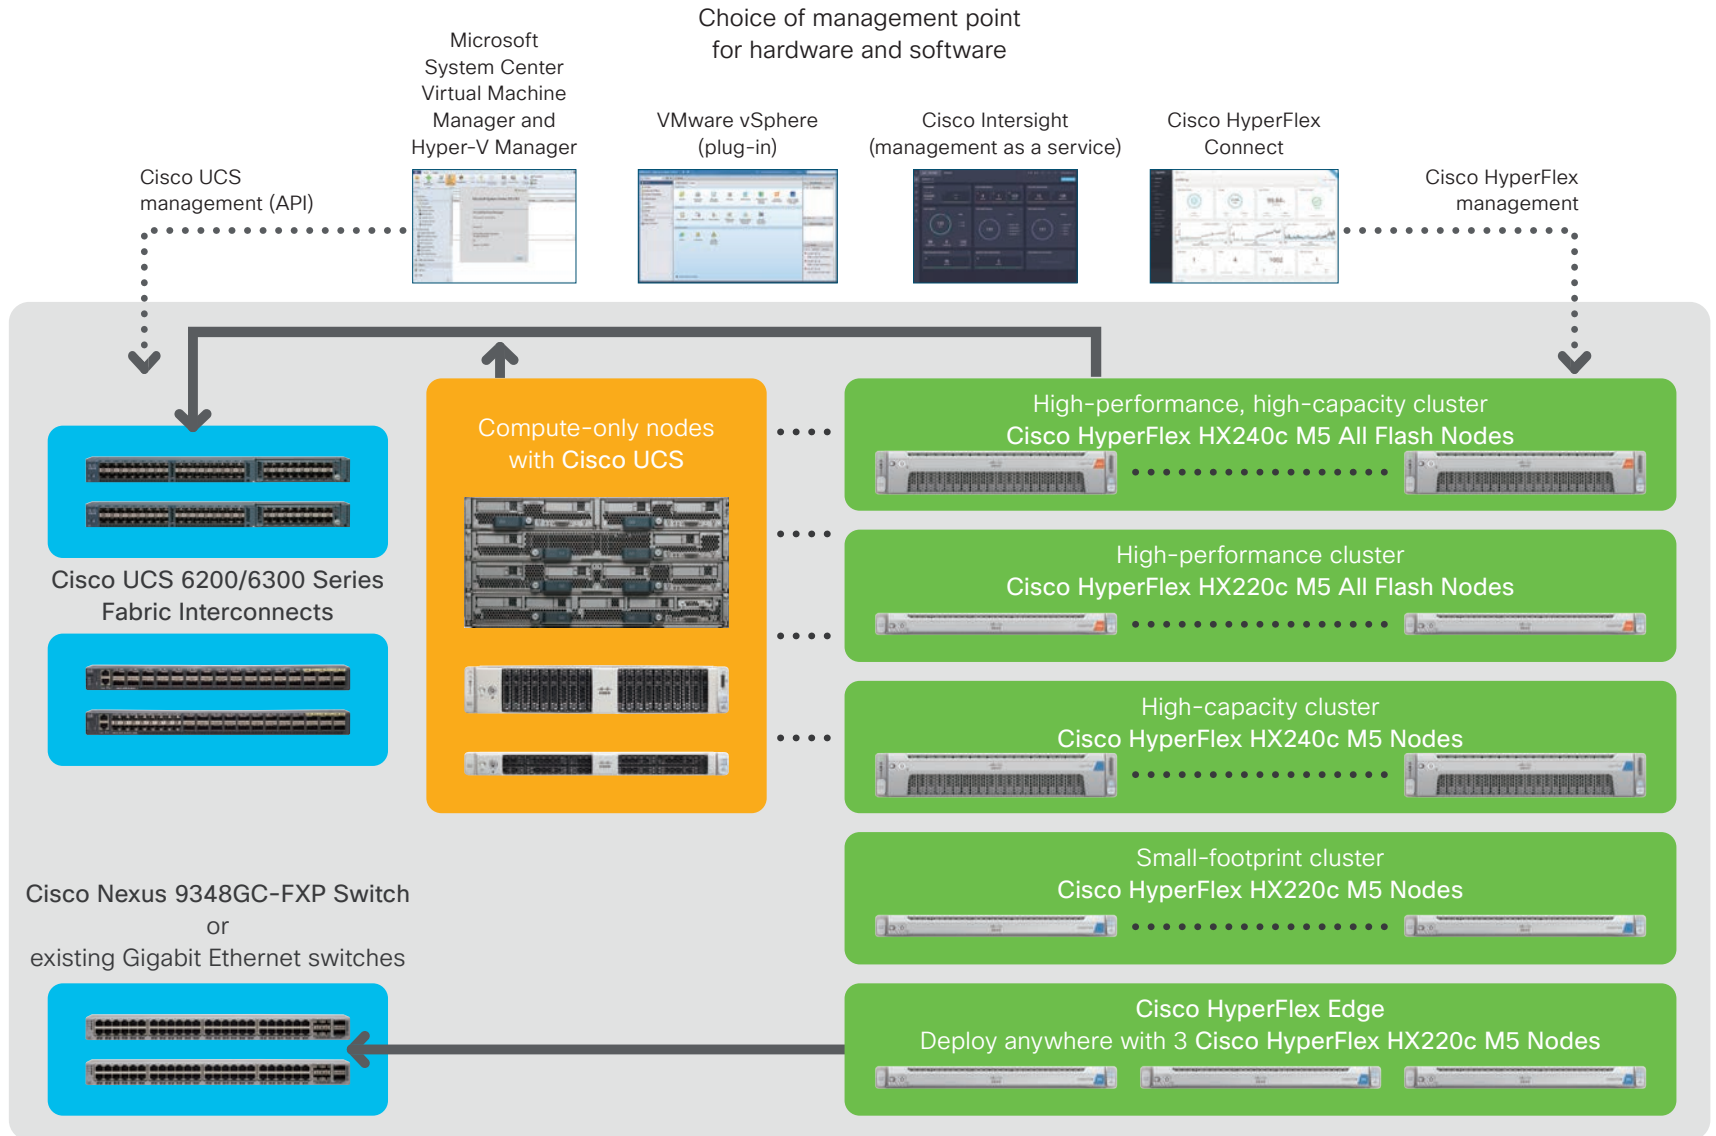 Choice of management point
for hardware and software
Microsoft
System Center
Virtual Machine
Manager and
Hyper-V Manager
VMware vSphere
(plug-in)
Cisco Intersight
(management as a service)
Cisco HyperFlex
Connect
Cisco UCS
management (API)
Cisco HyperFlex
management
Compute-only nodes
with Cisco UCS
High-performance, high-capacity cluster
Cisco HyperFlex HX240c M5 All Flash Nodes
Cisco UCS 6200/6300 Series
Fabric Interconnects
High-performance cluster
Cisco HyperFlex HX220c M5 All Flash Nodes
High-capacity cluster
Cisco HyperFlex HX240c M5 Nodes
Small-footprint cluster
Cisco HyperFlex HX220c M5 Nodes
Cisco Nexus 9348GC-FXP Switch
or
existing Gigabit Ethernet switches
Cisco HyperFlex Edge
Deploy anywhere with 3 Cisco HyperFlex HX220c M5 Nodes